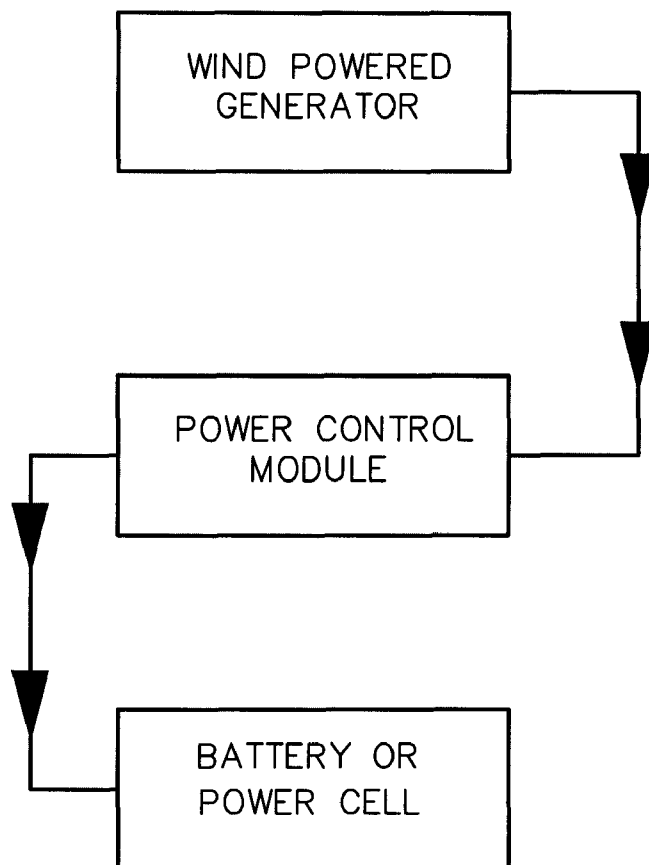 WIND POWERED
GENERATOR
POWER CONTROL
MODULE
BATTERY OR
POWER CELL